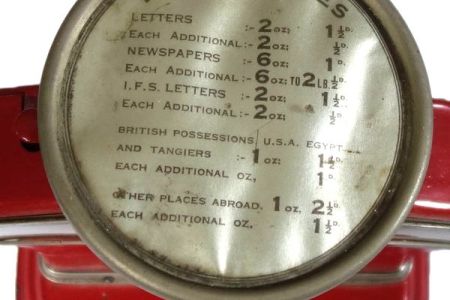 LETTERS :- 2 oz; 1½D.
EACH ADDITIONAL:- 2 oz; ½D.
NEWSPAPERS :- 6 oz; 1D.
EACH ADDITIONAL:- 6 oz; TO 2 LB. ½D.
I.F.S. LETTERS :- 2 oz; 1½D.
EACH ADDITIONAL:- 2 oz; ½D.
BRITISH POSSESSIONS, U.S.A. EGYPT
AND TANGIERS :- 1 oz; 1½D.
EACH ADDITIONAL OZ, 1D.
OTHER PLACES ABROAD. 1 oz, 2½D.
EACH ADDITIONAL OZ, 1½D.